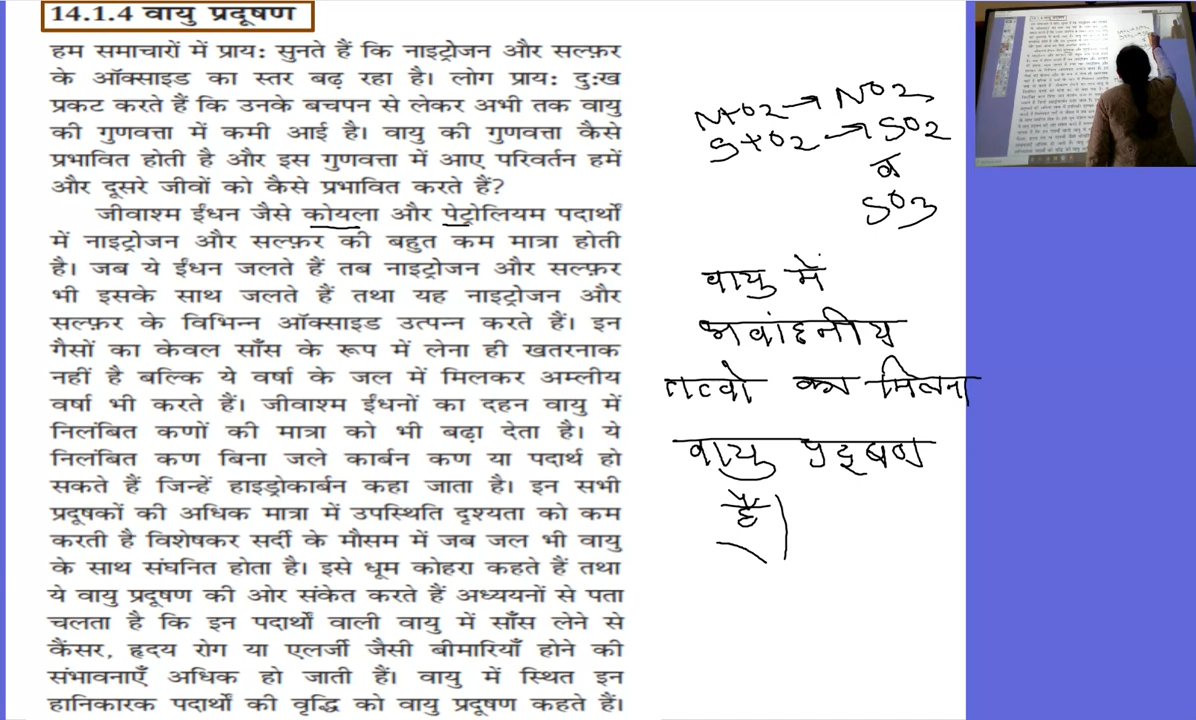 14.1.4 वायु प्रदूषण
हम समाचारों में प्राय: सुनते हैं कि नाइट्रोजन और सल्फ़र
के ऑक्साइड का स्तर बढ़ रहा है। लोग प्राय: दु:ख
प्रकट करते हैं कि उनके बचपन से लेकर अभी तक वायु
की गुणवत्ता में कमी आई है। वायु की गुणवत्ता कैसे
प्रभावित होती है और इस गुणवत्ता में आए परिवर्तन हमें
और दूसरे जीवों को कैसे प्रभावित करते हैं?
जीवाश्म ईंधन जैसे कोयला और पेट्रोलियम पदार्थों
में नाइट्रोजन और सल्फ़र की बहुत कम मात्रा होती
है। जब ये ईंधन जलते हैं तब नाइट्रोजन और सल्फ़र
भी इसके साथ जलते हैं तथा यह नाइट्रोजन और
सल्फ़र के विभिन्न ऑक्साइड उत्पन्न करते हैं। इन
गैसों का केवल साँस के रूप में लेना ही खतरनाक
नहीं है बल्कि ये वर्षा के जल में मिलकर अम्लीय
वर्षा भी करते हैं। जीवाश्म ईंधनों का दहन वायु में
निलंबित कणों की मात्रा को भी बढ़ा देता है। ये
निलंबित कण बिना जले कार्बन कण या पदार्थ हो
सकते हैं जिन्हें हाइड्रोकार्बन कहा जाता है। इन सभी
प्रदूषकों की अधिक मात्रा में उपस्थिति दृश्यता को कम
करती है विशेषकर सर्दी के मौसम में जब जल भी वायु
के साथ संघनित होता है। इसे धूम कोहरा कहते हैं तथा
ये वायु प्रदूषण की ओर संकेत करते हैं अध्ययनों से पता
चलता है कि इन पदार्थों वाली वायु में साँस लेने से
कैंसर, हृदय रोग या एलर्जी जैसी बीमारियाँ होने की
संभावनाएँ अधिक हो जाती हैं। वायु में स्थित इन
हानिकारक पदार्थों की वृद्धि को वायु प्रदूषण कहते हैं।
N+O2→NO2
S+O2→SO2
व
SO3
वायु में
अवांछनीय
तत्वो का मिलना
वायु प्रदूषण
है।